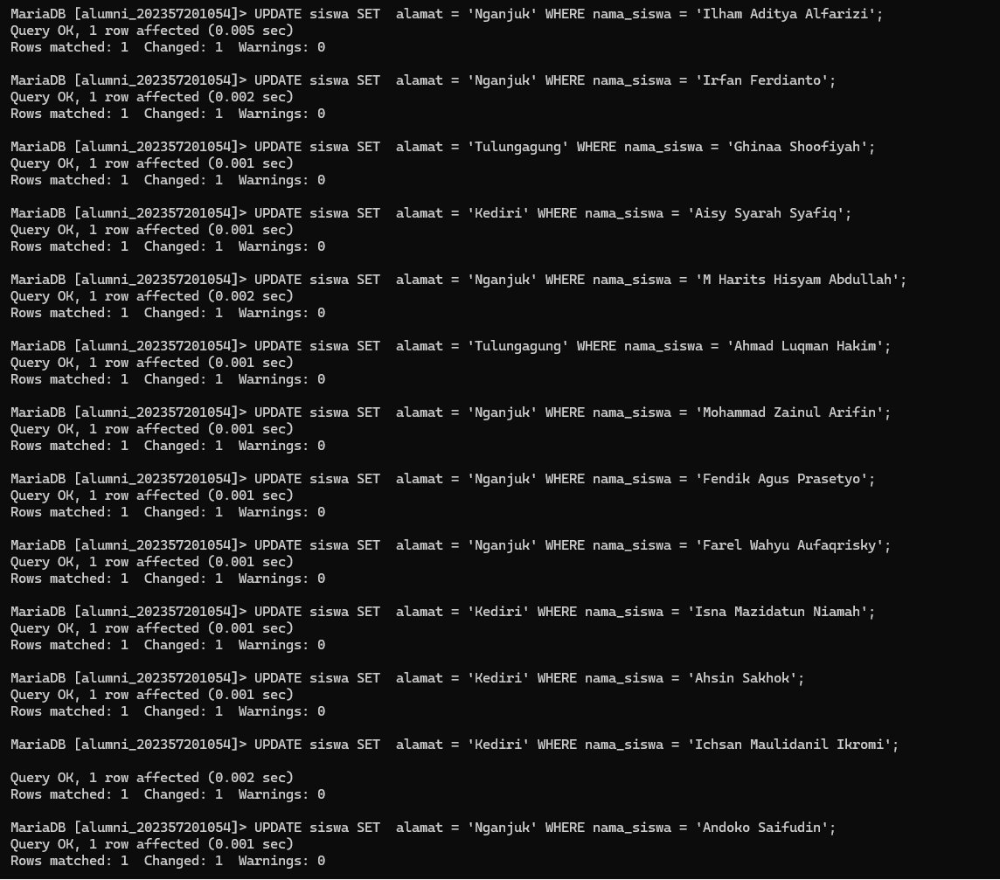 MariaDB [alumni_202357201054]> UPDATE siswa SET  alamat = 'Nganjuk' WHERE nama_siswa = 'Ilham Aditya Alfarizi';
Query OK, 1 row affected (0.005 sec)
Rows matched: 1  Changed: 1  Warnings: 0
MariaDB [alumni_202357201054]> UPDATE siswa SET  alamat = 'Nganjuk' WHERE nama_siswa = 'Irfan Ferdianto';
Query OK, 1 row affected (0.002 sec)
Rows matched: 1  Changed: 1  Warnings: 0
MariaDB [alumni_202357201054]> UPDATE siswa SET  alamat = 'Tulungagung' WHERE nama_siswa = 'Ghinaa Shoofiyah';
Query OK, 1 row affected (0.001 sec)
Rows matched: 1  Changed: 1  Warnings: 0
MariaDB [alumni_202357201054]> UPDATE siswa SET  alamat = 'Kediri' WHERE nama_siswa = 'Aisy Syarah Syafiq';
Query OK, 1 row affected (0.001 sec)
Rows matched: 1  Changed: 1  Warnings: 0
MariaDB [alumni_202357201054]> UPDATE siswa SET  alamat = 'Nganjuk' WHERE nama_siswa = 'M Harits Hisyam Abdullah';
Query OK, 1 row affected (0.002 sec)
Rows matched: 1  Changed: 1  Warnings: 0
MariaDB [alumni_202357201054]> UPDATE siswa SET  alamat = 'Tulungagung' WHERE nama_siswa = 'Ahmad Luqman Hakim';
Query OK, 1 row affected (0.001 sec)
Rows matched: 1  Changed: 1  Warnings: 0
MariaDB [alumni_202357201054]> UPDATE siswa SET  alamat = 'Nganjuk' WHERE nama_siswa = 'Mohammad Zainul Arifin';
Query OK, 1 row affected (0.001 sec)
Rows matched: 1  Changed: 1  Warnings: 0
MariaDB [alumni_202357201054]> UPDATE siswa SET  alamat = 'Nganjuk' WHERE nama_siswa = 'Fendik Agus Prasetyo';
Query OK, 1 row affected (0.001 sec)
Rows matched: 1  Changed: 1  Warnings: 0
MariaDB [alumni_202357201054]> UPDATE siswa SET  alamat = 'Nganjuk' WHERE nama_siswa = 'Farel Wahyu Aufaqrisky';
Query OK, 1 row affected (0.001 sec)
Rows matched: 1  Changed: 1  Warnings: 0
MariaDB [alumni_202357201054]> UPDATE siswa SET  alamat = 'Kediri' WHERE nama_siswa = 'Isna Mazidatun Niamah';
Query OK, 1 row affected (0.001 sec)
Rows matched: 1  Changed: 1  Warnings: 0
MariaDB [alumni_202357201054]> UPDATE siswa SET  alamat = 'Kediri' WHERE nama_siswa = 'Ahsin Sakhok';
Query OK, 1 row affected (0.001 sec)
Rows matched: 1  Changed: 1  Warnings: 0
MariaDB [alumni_202357201054]> UPDATE siswa SET  alamat = 'Kediri' WHERE nama_siswa = 'Ichsan Maulidanil Ikromi';
Query OK, 1 row affected (0.002 sec)
Rows matched: 1  Changed: 1  Warnings: 0
MariaDB [alumni_202357201054]> UPDATE siswa SET  alamat = 'Nganjuk' WHERE nama_siswa = 'Andoko Saifudin';
Query OK, 1 row affected (0.001 sec)
Rows matched: 1  Changed: 1  Warnings: 0